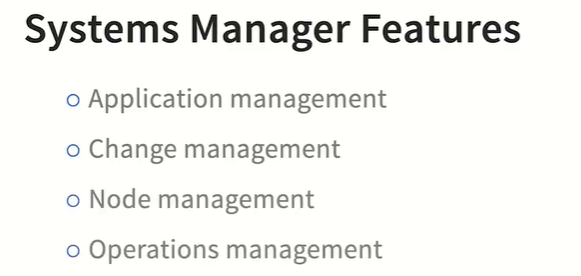 Systems Manager Features
Application management
Change management
Node management
Operations management